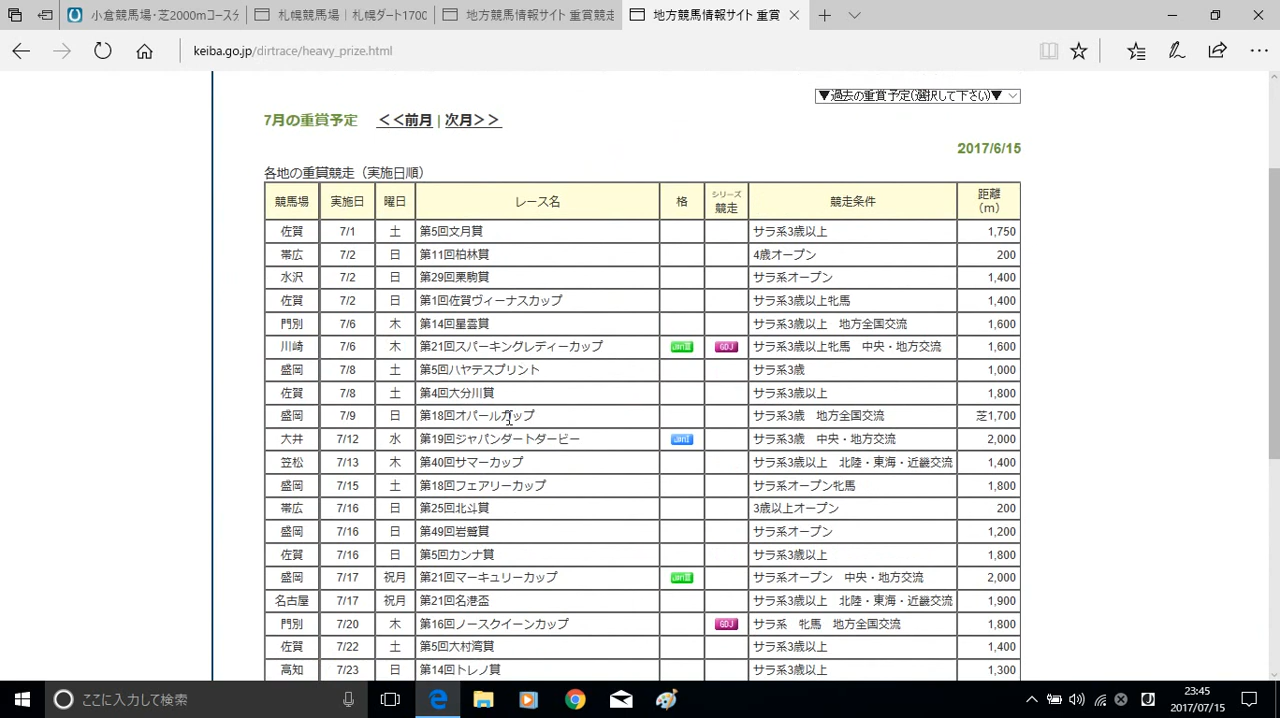 小倉競馬場・芝2000mコースタ
札幌競馬場｜札幌ダート1700
地方競馬情報サイト 重賞競走
地方競馬情報サイト 重賞
keiba.go.jp/dirtrace/heavy_prize.html
▼過去の重賞予定(選択して下さい)▼
7月の重賞予定 ＜＜前月 | 次月＞＞
2017/6/15
各地の重賞競走（実施日順）
競馬場 実施日 曜日 レース名 格 シリーズ競走 競走条件 距離（m）
佐賀 7/1 土 第5回文月賞 サラ系3歳以上 1,750
帯広 7/2 日 第11回柏林賞 4歳オープン 200
水沢 7/2 日 第29回栗駒賞 サラ系オープン 1,400
佐賀 7/2 日 第1回佐賀ヴィーナスカップ サラ系3歳以上牝馬 1,400
門別 7/6 木 第14回星雲賞 サラ系3歳以上 地方全国交流 1,600
川崎 7/6 木 第21回スパーキングレディーカップ JpnIII GDJ サラ系3歳以上牝馬 中央・地方交流 1,600
盛岡 7/8 土 第5回ハヤテスプリント サラ系3歳 1,000
佐賀 7/8 土 第4回大分川賞 サラ系3歳以上 1,800
盛岡 7/9 日 第18回オパールカップ サラ系3歳 地方全国交流 芝1,700
大井 7/12 水 第19回ジャパンダートダービー JpnI サラ系3歳 中央・地方交流 2,000
笠松 7/13 木 第40回サマーカップ サラ系3歳以上 北陸・東海・近畿交流 1,400
盛岡 7/15 土 第18回フェアリーカップ サラ系オープン牝馬 1,800
帯広 7/16 日 第25回北斗賞 3歳以上オープン 200
盛岡 7/16 日 第49回岩鷲賞 サラ系オープン 1,200
佐賀 7/16 日 第5回カンナ賞 サラ系3歳以上 1,800
盛岡 7/17 祝月 第21回マーキュリーカップ JpnIII サラ系オープン 中央・地方交流 2,000
名古屋 7/17 祝月 第21回名港盃 サラ系3歳以上 北陸・東海・近畿交流 1,900
門別 7/20 木 第16回ノースクイーンカップ GDJ サラ系 牝馬 地方全国交流 1,800
佐賀 7/22 土 第5回大村湾賞 サラ系3歳以上 1,400
高知 7/23 日 第14回トレノ賞 サラ系3歳以上 1,300
ここに入力して検索
23:45
2017/07/15